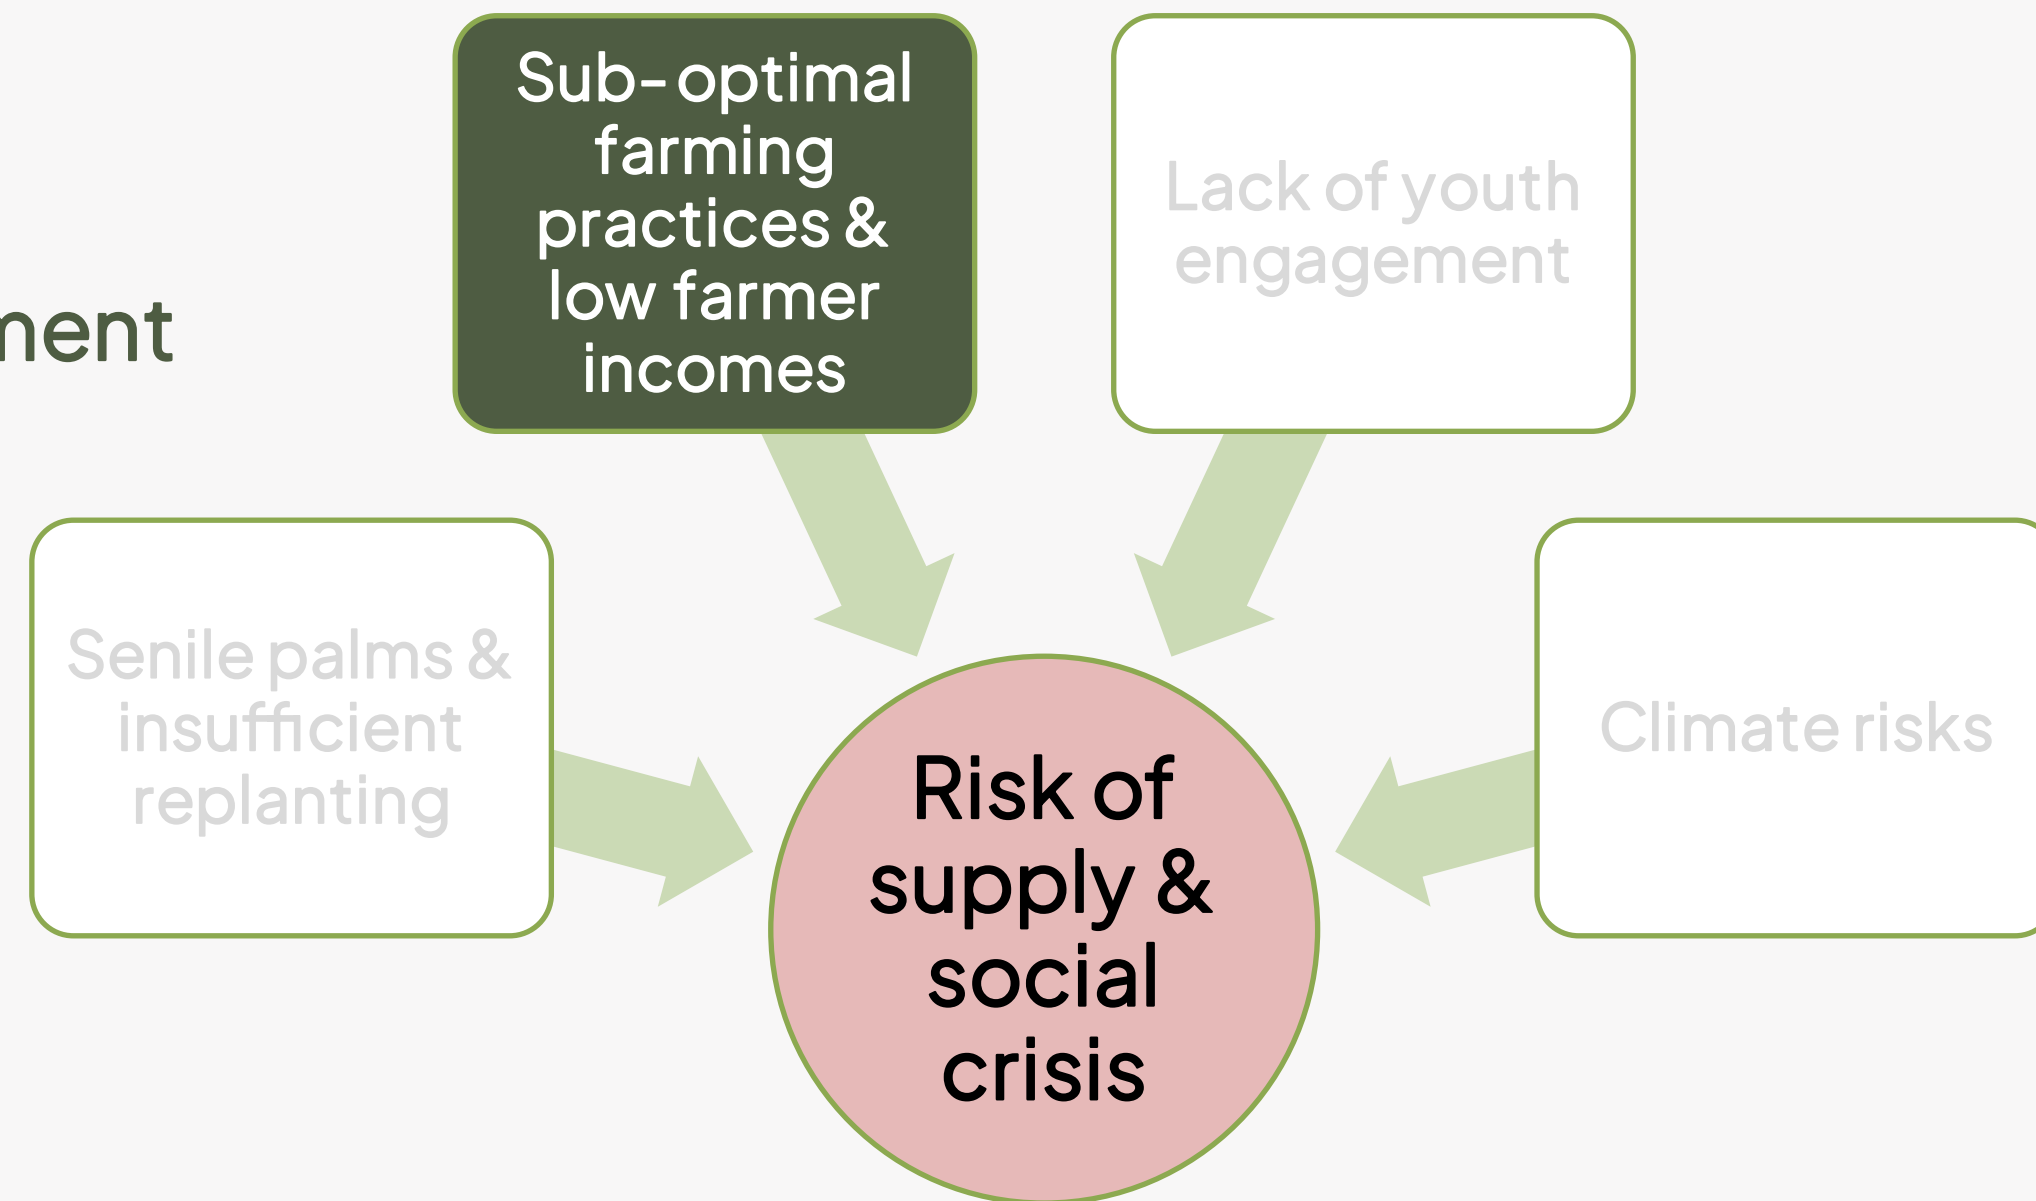 Sub-optimal
farming
practices &
low farmer
incomes
Lack of youth
engagement
Senile palms &
insufficient
replanting
Climate risks
Risk of
supply &
social
crisis